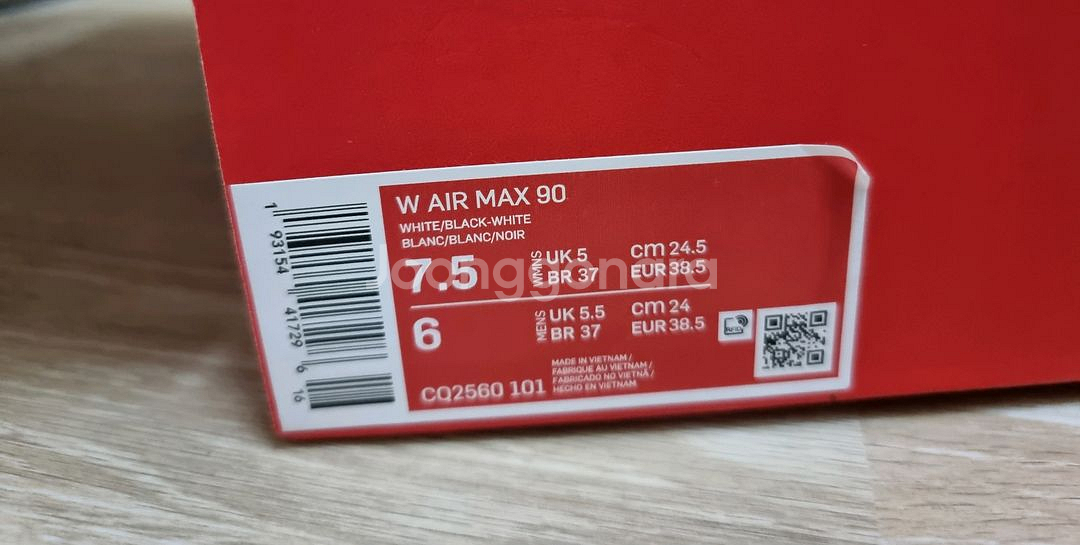 W AIR MAX 90
WHITE/BLACK-WHITE
BLANC/BLANC/NOIR
7.5
WMNS
UK 5
BR 37
cm 24.5
EUR 38.5
6
MENS
UK 5.5
BR 37
cm 24
EUR 38.5
RFID
CQ2560 101
MADE IN VIETNAM /
FABRIQUE AU VIETNAM /
FABRICADO NO VIETNÃ /
HECHO EN VIETNAM
1 93154 41729 6 16
Joonggonara